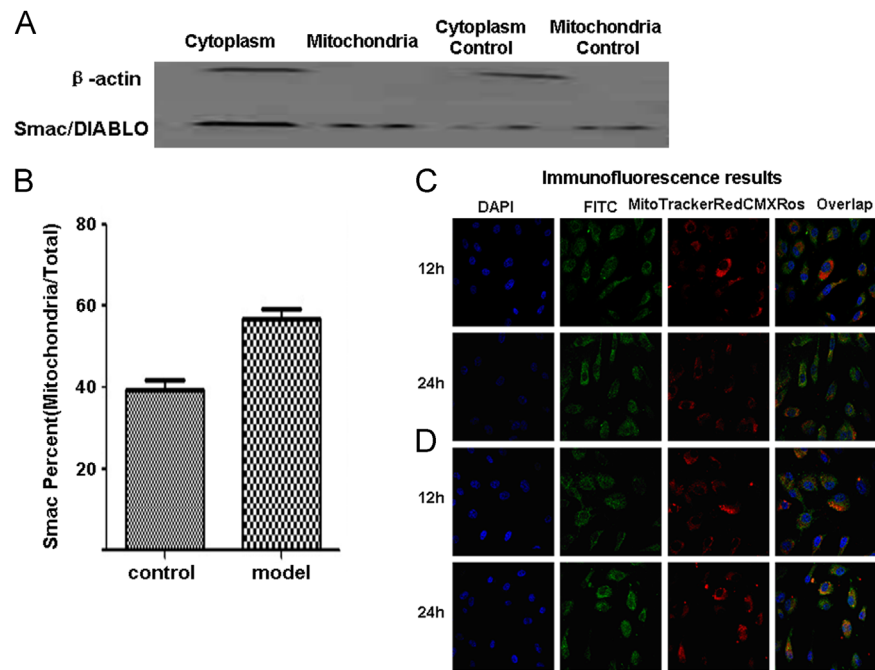 A
Cytoplasm
Mitochondria
Cytoplasm
Control
Mitochondria
Control
β -actin
Smac/DIABLO
B
Smac Percent(Mitochondria/Total)
80
60
40
20
control
model
C
Immunofluorescence results
DAPI
FITC
MitoTrackerRedCMXRos
Overlap
12h
24h
D
12h
24h